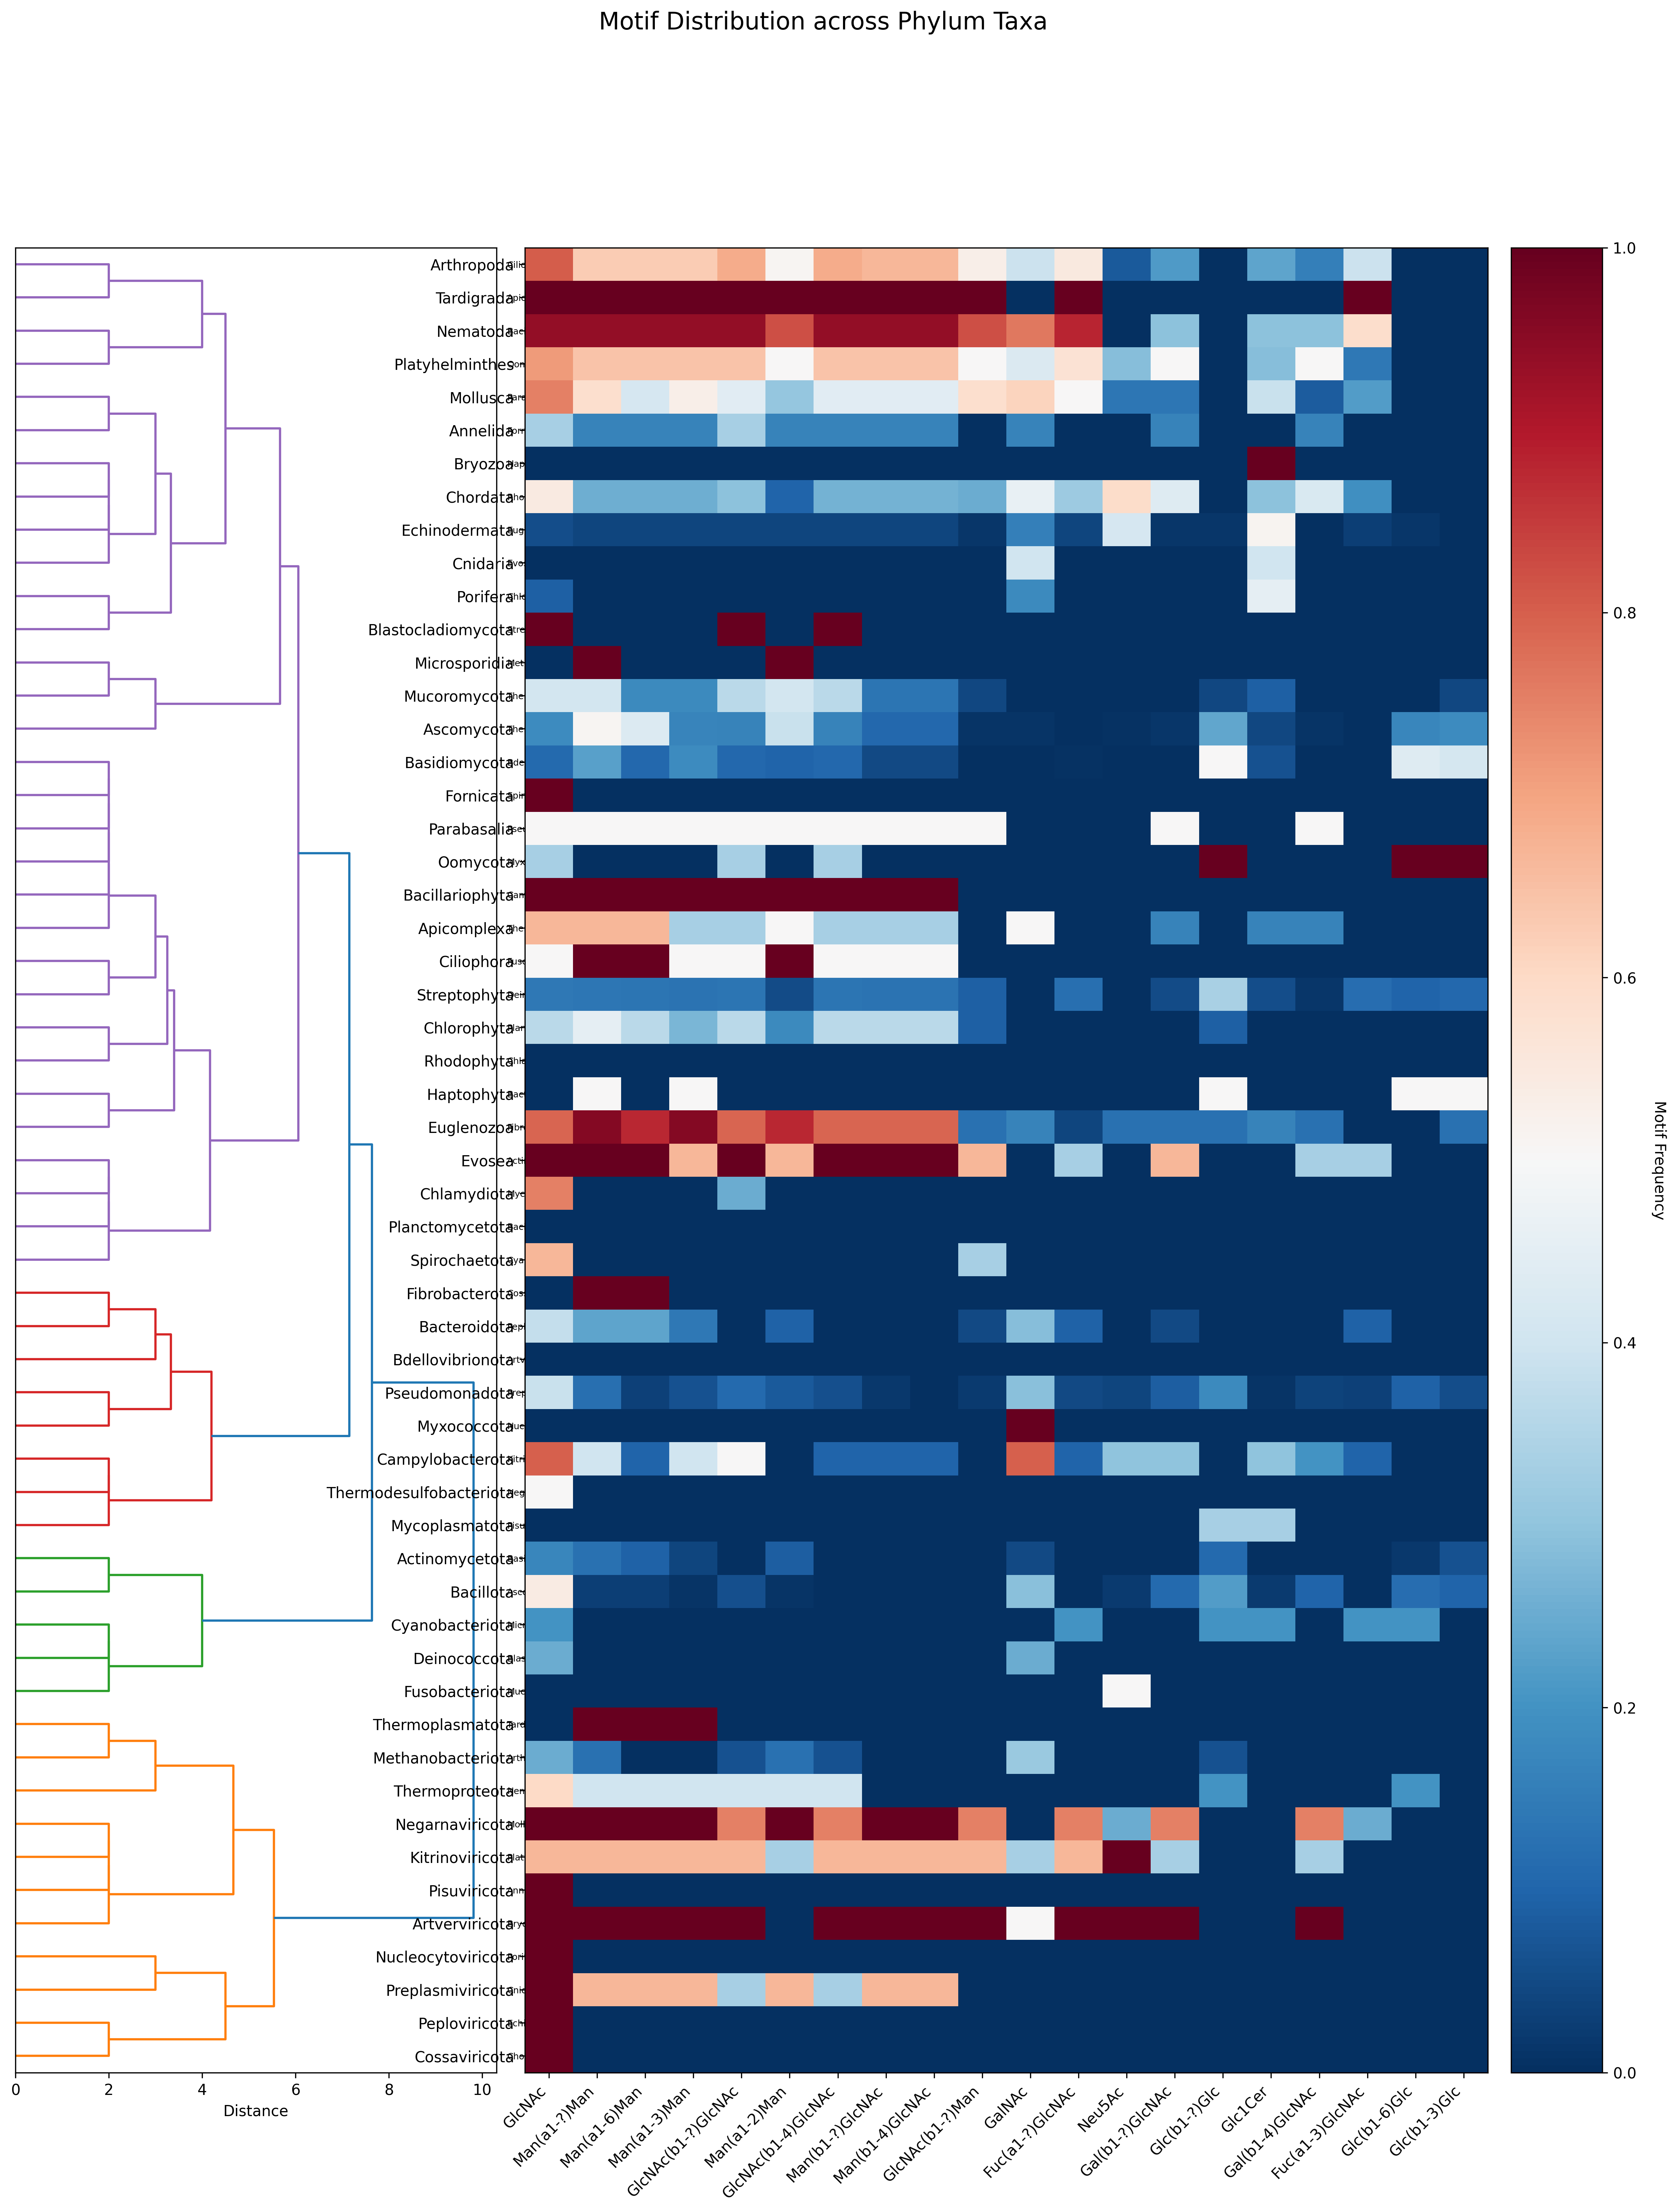 Motif Distribution across Phylum Taxa
Arthropoda
Tardigrada
Nematoda
Platyhelminthes
Mollusca
Annelida
Bryozoa
Chordata
Echinodermata
Cnidaria
Porifera
Blastocladiomycota
Microsporidia
Mucoromycota
Ascomycota
Basidiomycota
Fornicata
Parabasalia
Oomycota
Bacillariophyta
Apicomplexa
Ciliophora
Streptophyta
Chlorophyta
Rhodophyta
Haptophyta
Euglenozoa
Evosea
Chlamydiota
Planctomycetota
Spirochaetota
Fibrobacterota
Bacteroidota
Bdellovibrionota
Pseudomonadota
Myxococcota
Campylobacterota
Thermodesulfobacteriota
Mycoplasmatota
Actinomycetota
Bacillota
Cyanobacteriota
Deinococcota
Fusobacteriota
Thermoplasmatota
Methanobacteriota
Thermoproteota
Negarnaviricota
Kitrinoviricota
Pisuviricota
Artverviricota
Nucleocytoviricota
Preplasmiviricota
Peploviricota
Cossaviricota
0 2 4 6 8 10
Distance
GlcNAc
Man(a1-?)Man
Man(a1-6)Man
Man(a1-3)Man
GlcNAc(b1-?)GlcNAc
Man(a1-2)Man
GlcNAc(b1-4)GlcNAc
Man(b1-?)GlcNAc
Man(b1-4)GlcNAc
GlcNAc(b1-?)Man
GalNAc
Fuc(a1-?)GlcNAc
Neu5Ac
Gal(b1-?)GlcNAc
Glc(b1-?)Glc
Glc1Cer
Gal(b1-4)GlcNAc
Fuc(a1-3)GlcNAc
Glc(b1-6)Glc
Glc(b1-3)Glc
1.0
0.8
0.6
0.4
0.2
0.0
Motif Frequency